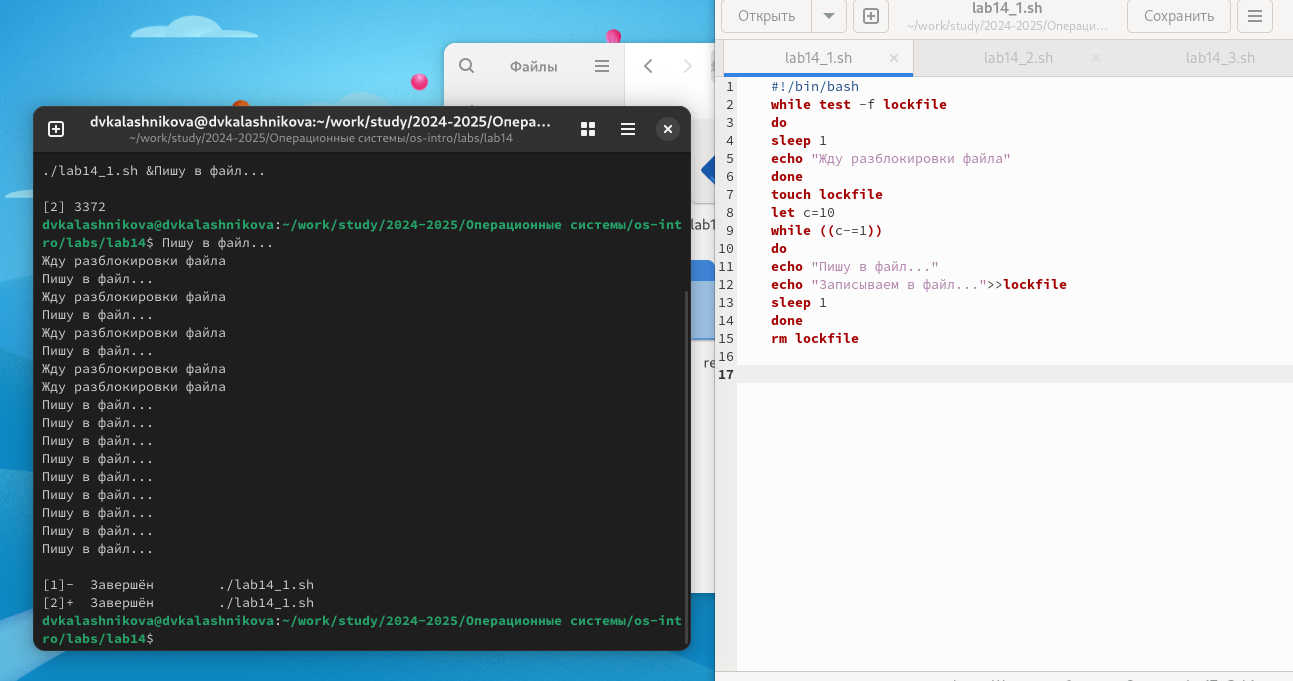 Файлы
dvkalashnikova@dvkalashnikova:~/work/study/2024-2025/Опера...
~/work/study/2024-2025/Операционные системы/os-intro/labs/lab14
./lab14_1.sh &Пишу в файл...
[2] 3372
dvkalashnikova@dvkalashnikova:~/work/study/2024-2025/Операционные системы/os-int
ro/labs/lab14$ Пишу в файл...
Жду разблокировки файла
Пишу в файл...
Жду разблокировки файла
Пишу в файл...
Жду разблокировки файла
Пишу в файл...
Жду разблокировки файла
Жду разблокировки файла
Пишу в файл...
Пишу в файл...
Пишу в файл...
Пишу в файл...
Пишу в файл...
Пишу в файл...
Пишу в файл...
Пишу в файл...
Пишу в файл...
[1]-  Завершён        ./lab14_1.sh
[2]+  Завершён        ./lab14_1.sh
dvkalashnikova@dvkalashnikova:~/work/study/2024-2025/Операционные системы/os-int
ro/labs/lab14$
Открыть
lab14_1.sh
~/work/study/2024-2025/Операци...
Сохранить
lab14_1.sh
lab14_2.sh
lab14_3.sh
1 #!/bin/bash
2 while test -f lockfile
3 do
4 sleep 1
5 echo "Жду разблокировки файла"
6 done
7 touch lockfile
8 let c=10
9 while ((c-=1))
10 do
11 echo "Пишу в файл..."
12 echo "Записываем в файл...">>lockfile
13 sleep 1
14 done
15 rm lockfile
16
17